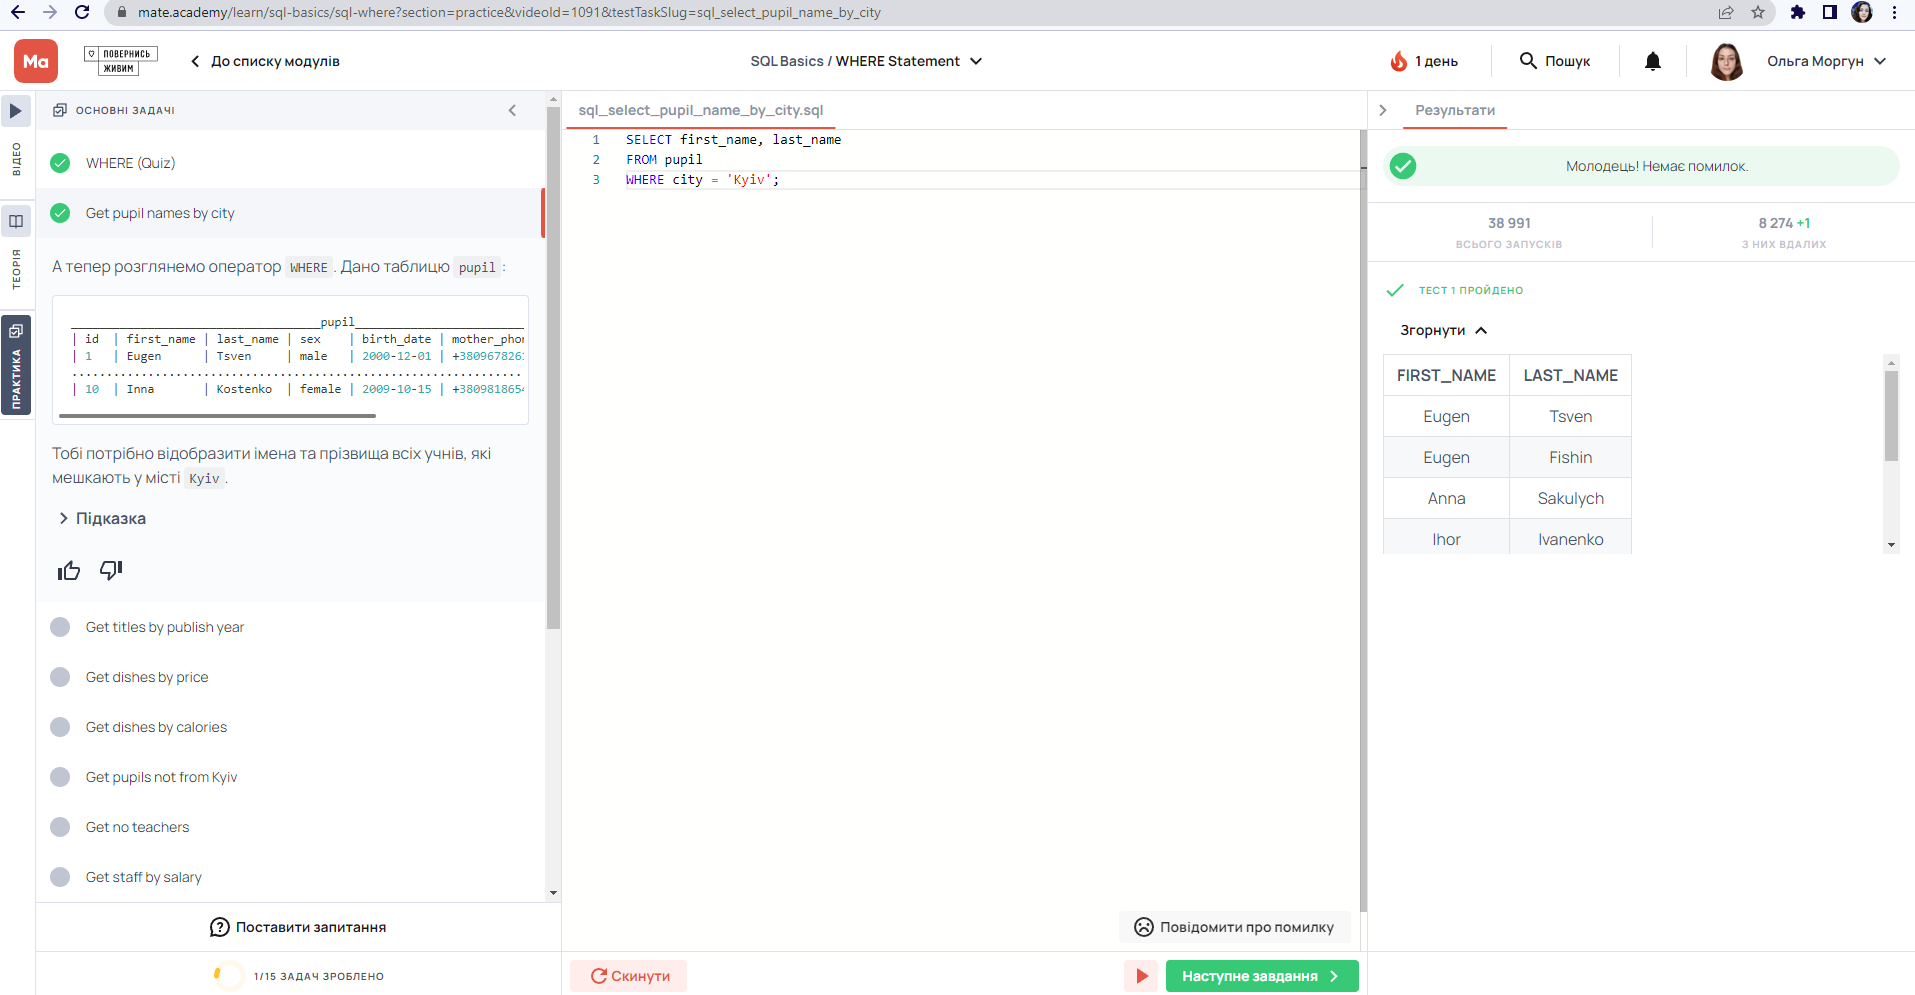 mate.academy/learn/sql-basics/sql-where?section=practice&videoId=1091&testTaskSlug=sql_select_pupil_name_by_city
Ma
ПОВЕРНИСЬ
ЖИВИМ
До списку модулів
SQL Basics / WHERE Statement
1 день
Пошук
Ольга Моргун
ВІДЕО
ТЕОРІЯ
ПРАКТИКА
ОСНОВНІ ЗАДАЧІ
WHERE (Quiz)
Get pupil names by city
А тепер розглянемо оператор WHERE. Дано таблицю pupil:
____________________________________pupil________________________
| id | first_name | last_name | sex | birth_date | mother_phon
| 1 | Eugen | Tsven | male | 2000-12-01 | +3809678261
.................................................................
| 10 | Inna | Kostenko | female | 2009-10-15 | +3809818654
Тобі потрібно відобразити імена та прізвища всіх учнів, які
мешкають у місті Kyiv.
Підказка
Get titles by publish year
Get dishes by price
Get dishes by calories
Get pupils not from Kyiv
Get no teachers
Get staff by salary
Поставити запитання
1/15 ЗАДАЧ ЗРОБЛЕНО
sql_select_pupil_name_by_city.sql
1 SELECT first_name, last_name
2 FROM pupil
3 WHERE city = 'Kyiv';
Повідомити про помилку
Скинути
Наступне завдання
Результати
Молодець! Немає помилок.
38 991
ВСЬОГО ЗАПУСКІВ
8 274 +1
З НИХ ВДАЛИХ
ТЕСТ 1 ПРОЙДЕНО
Згорнути
FIRST_NAME LAST_NAME
Eugen Tsven
Eugen Fishin
Anna Sakulych
Ihor Ivanenko